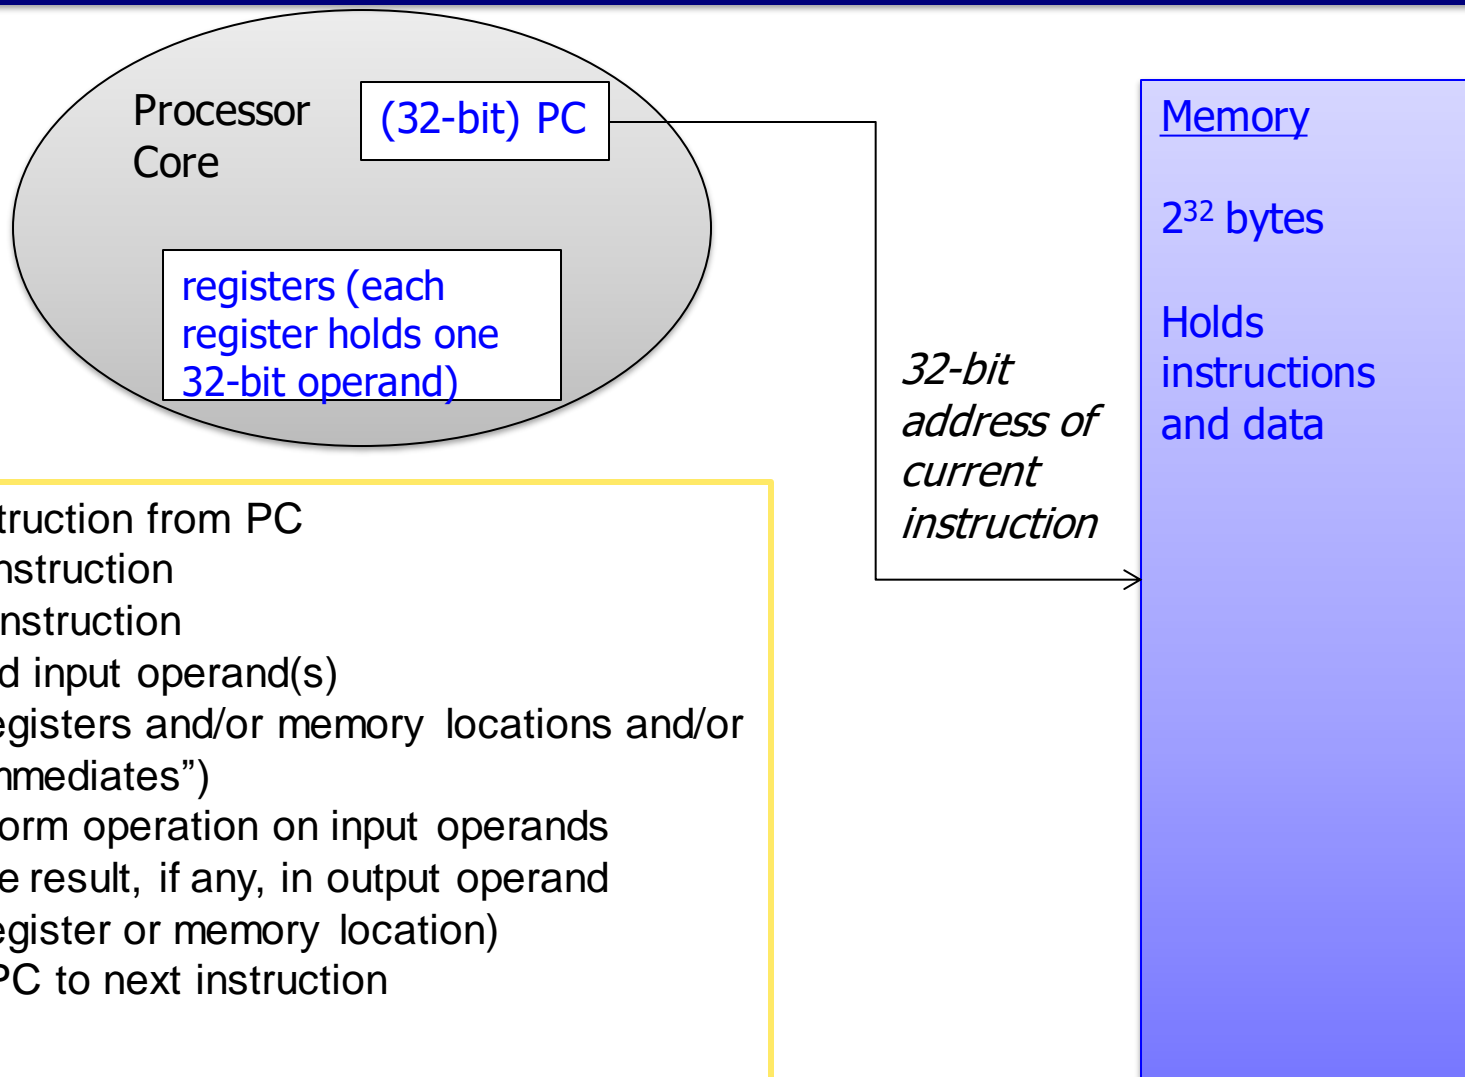 Processor
Core
(32-bit) PC
registers (each
register holds one
32-bit operand)
32-bit
address of
current
instruction
Memory
2³² bytes
Holds
instructions
and data
truction from PC
nstruction
nstruction
d input operand(s)
egisters and/or memory locations and/or
mmediates”)
orm operation on input operands
e result, if any, in output operand
egister or memory location)
PC to next instruction